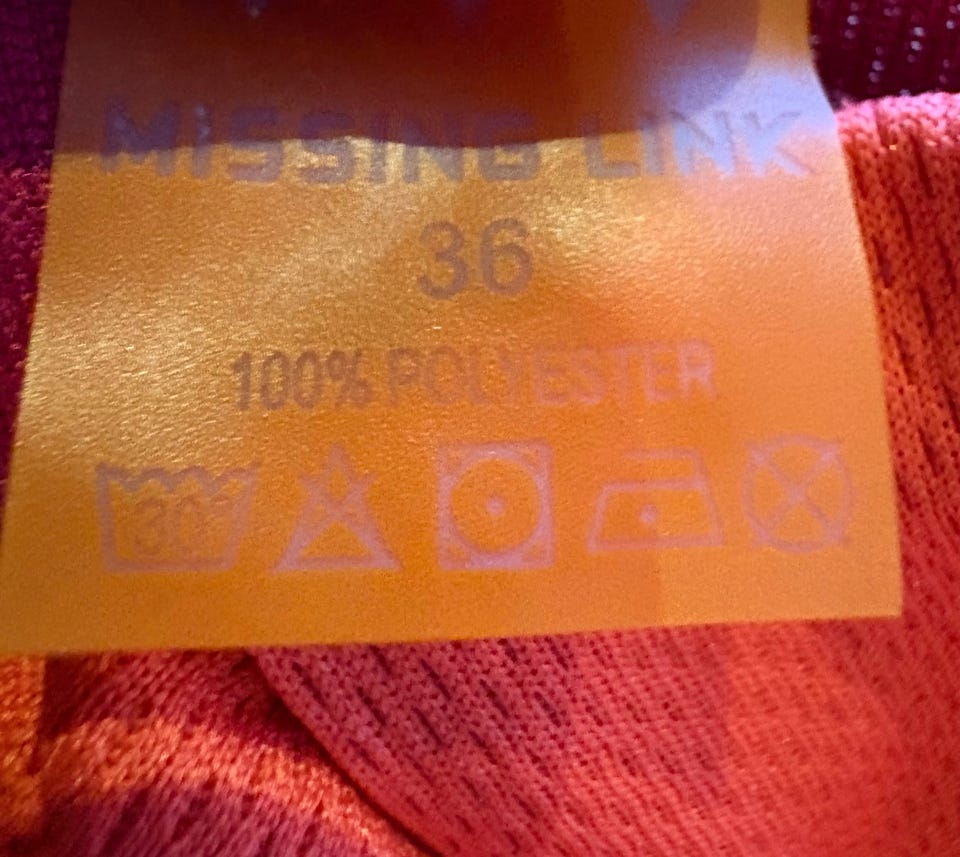 MISSING LINK
36
100% POLYESTER
30°